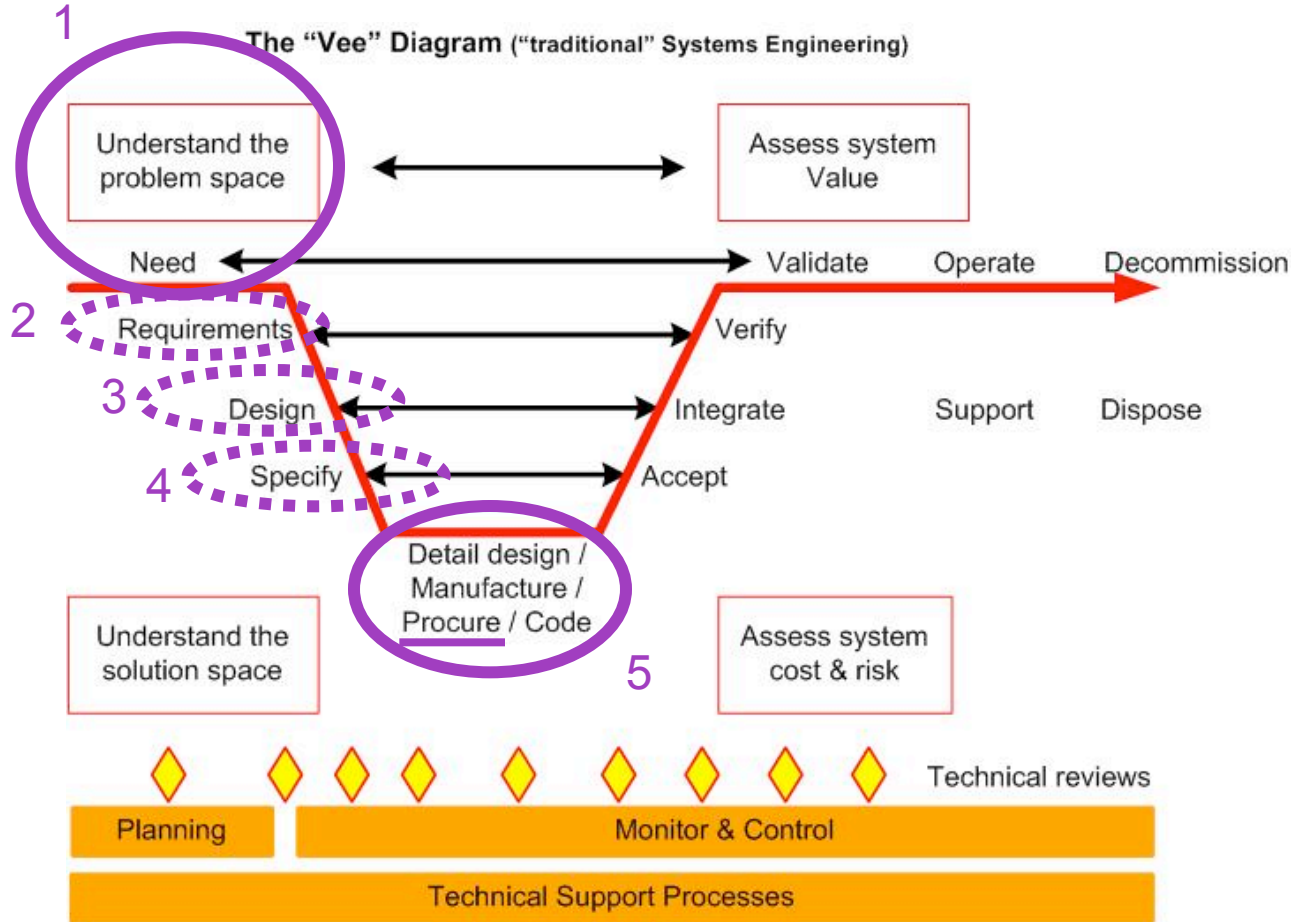 1
The “Vee” Diagram (“traditional” Systems Engineering)
Understand the
problem space
Assess system
Value
Need
Validate
Operate
Decommission
2
Requirements
Verify
3
Design
Integrate
Support
Dispose
4
Specify
Accept
Detail design /
Manufacture /
Procure / Code
5
Understand the
solution space
Assess system
cost & risk
Technical reviews
Planning
Monitor & Control
Technical Support Processes